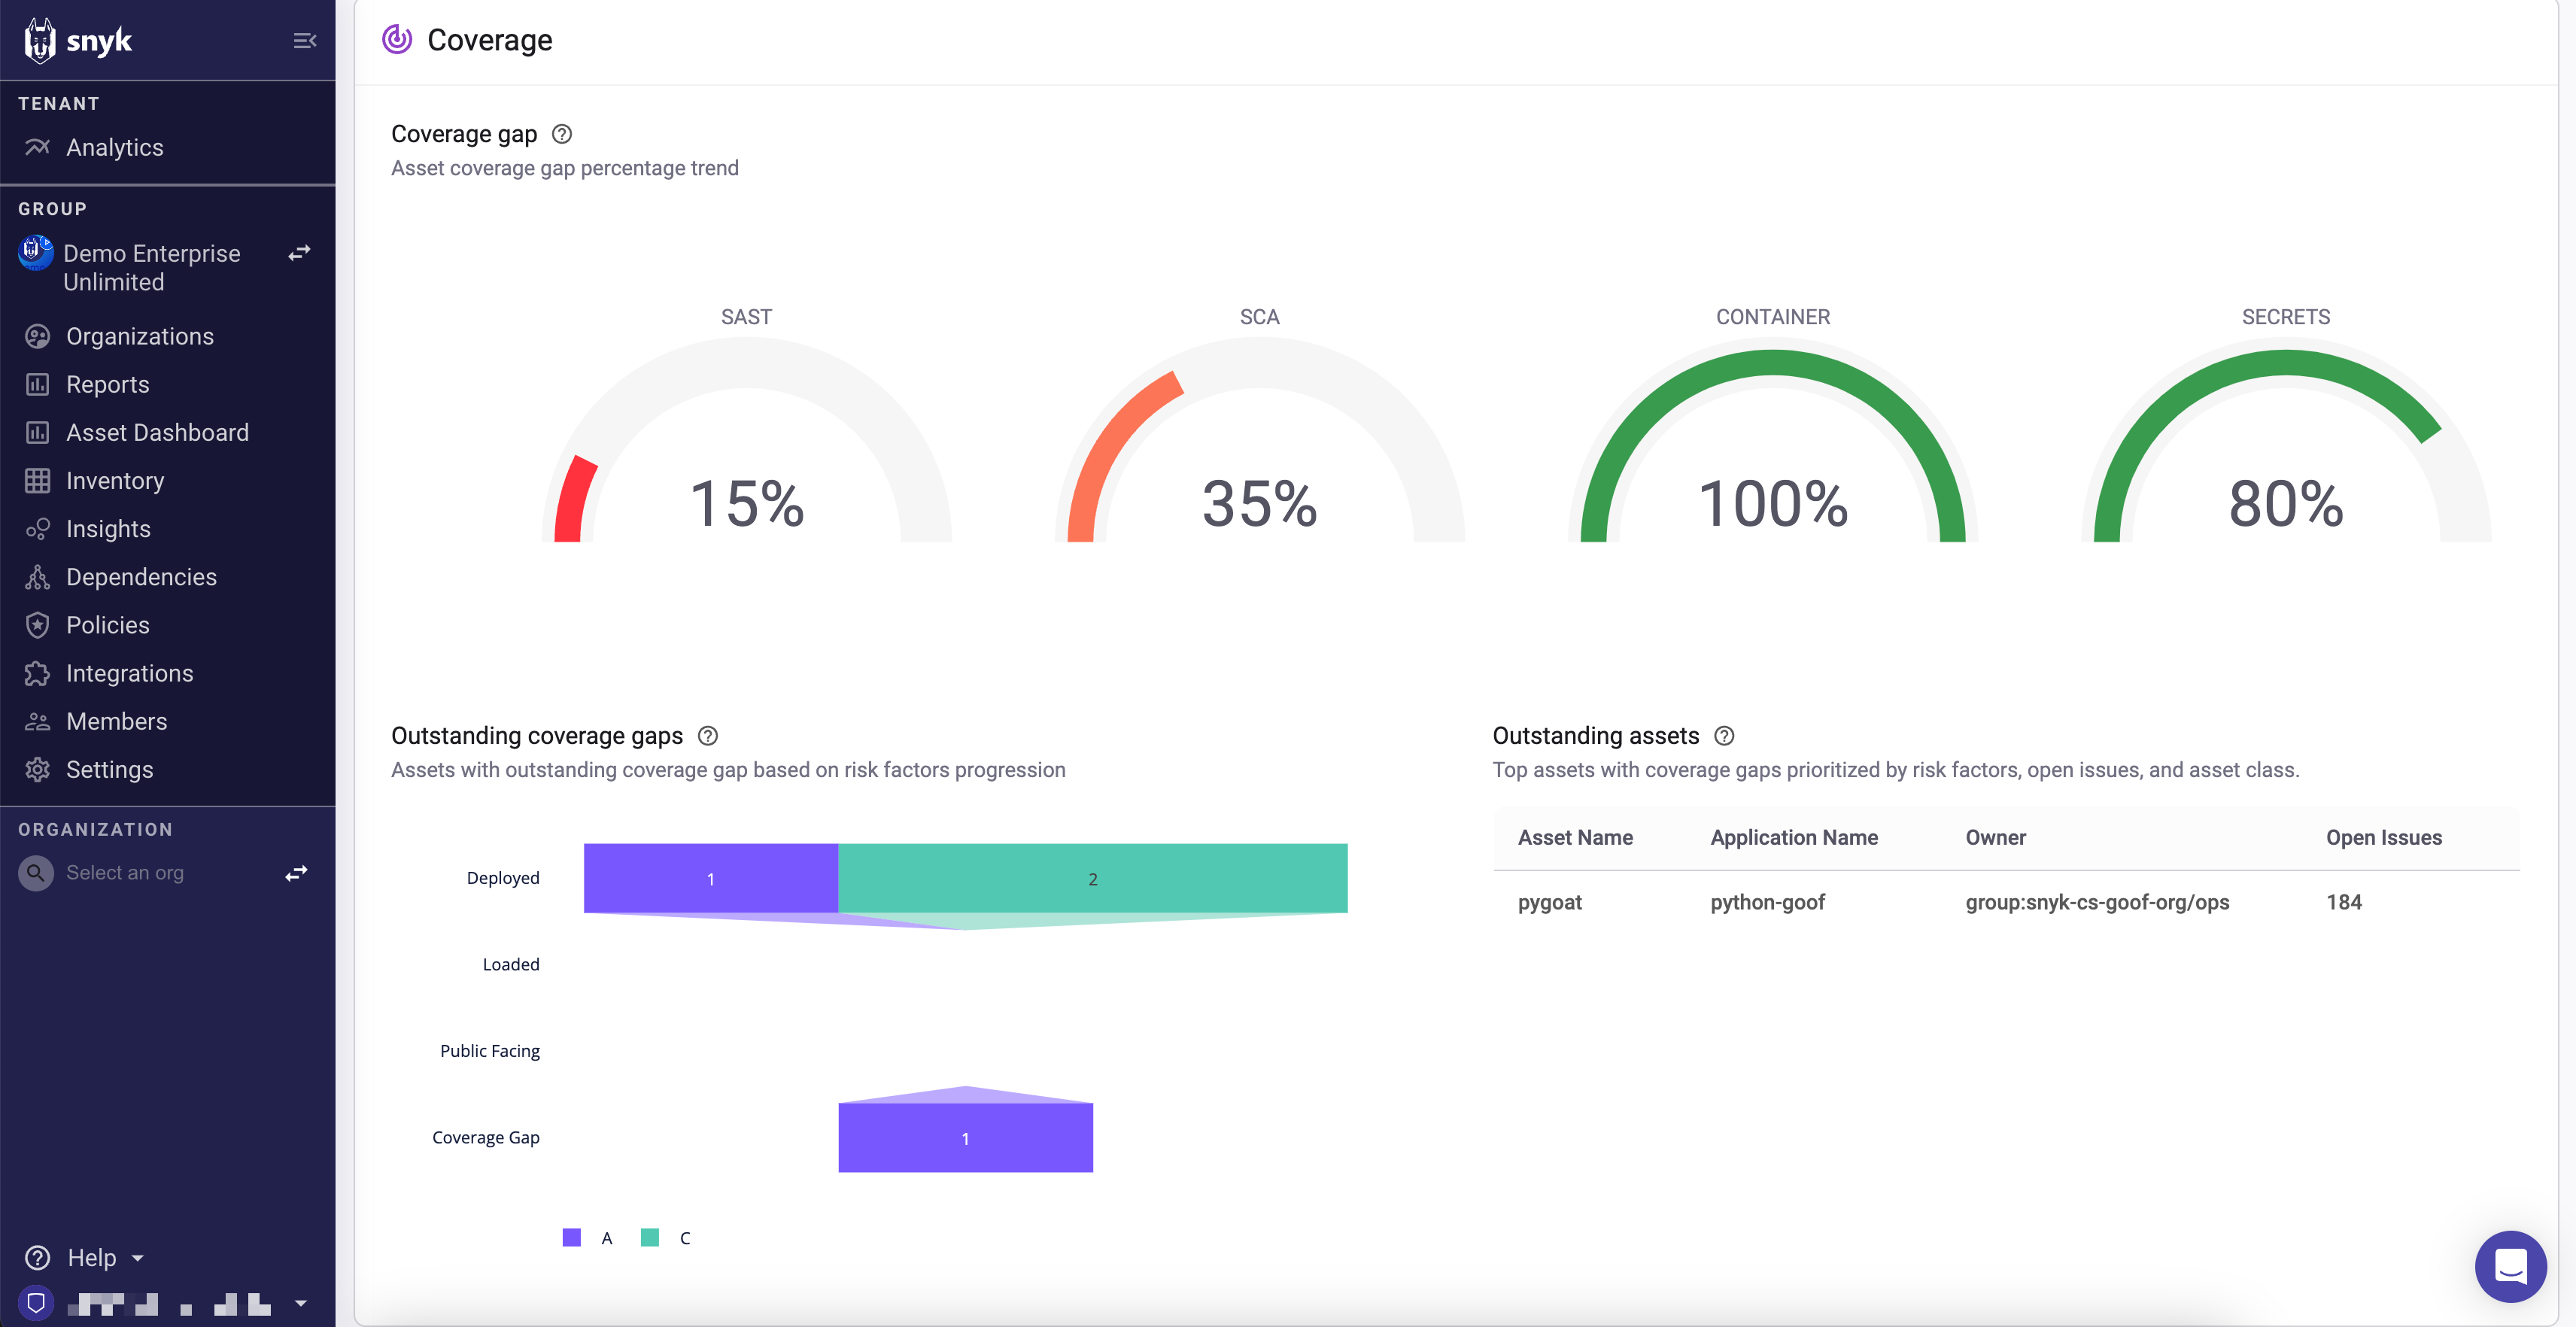 snyk
TENANT
Analytics
GROUP
Demo Enterprise
Unlimited
Organizations
Reports
Asset Dashboard
Inventory
Insights
Dependencies
Policies
Integrations
Members
Settings
ORGANIZATION
Select an org
Help
Coverage
Coverage gap
Asset coverage gap percentage trend
SAST
15%
SCA
35%
CONTAINER
100%
SECRETS
80%
Outstanding coverage gaps
Assets with outstanding coverage gap based on risk factors progression
Deployed
1
2
Loaded
Public Facing
Coverage Gap
1
A
C
Outstanding assets
Top assets with coverage gaps prioritized by risk factors, open issues, and asset class.
Asset Name Application Name Owner Open Issues
pygoat python-goof group:snyk-cs-goof-org/ops 184